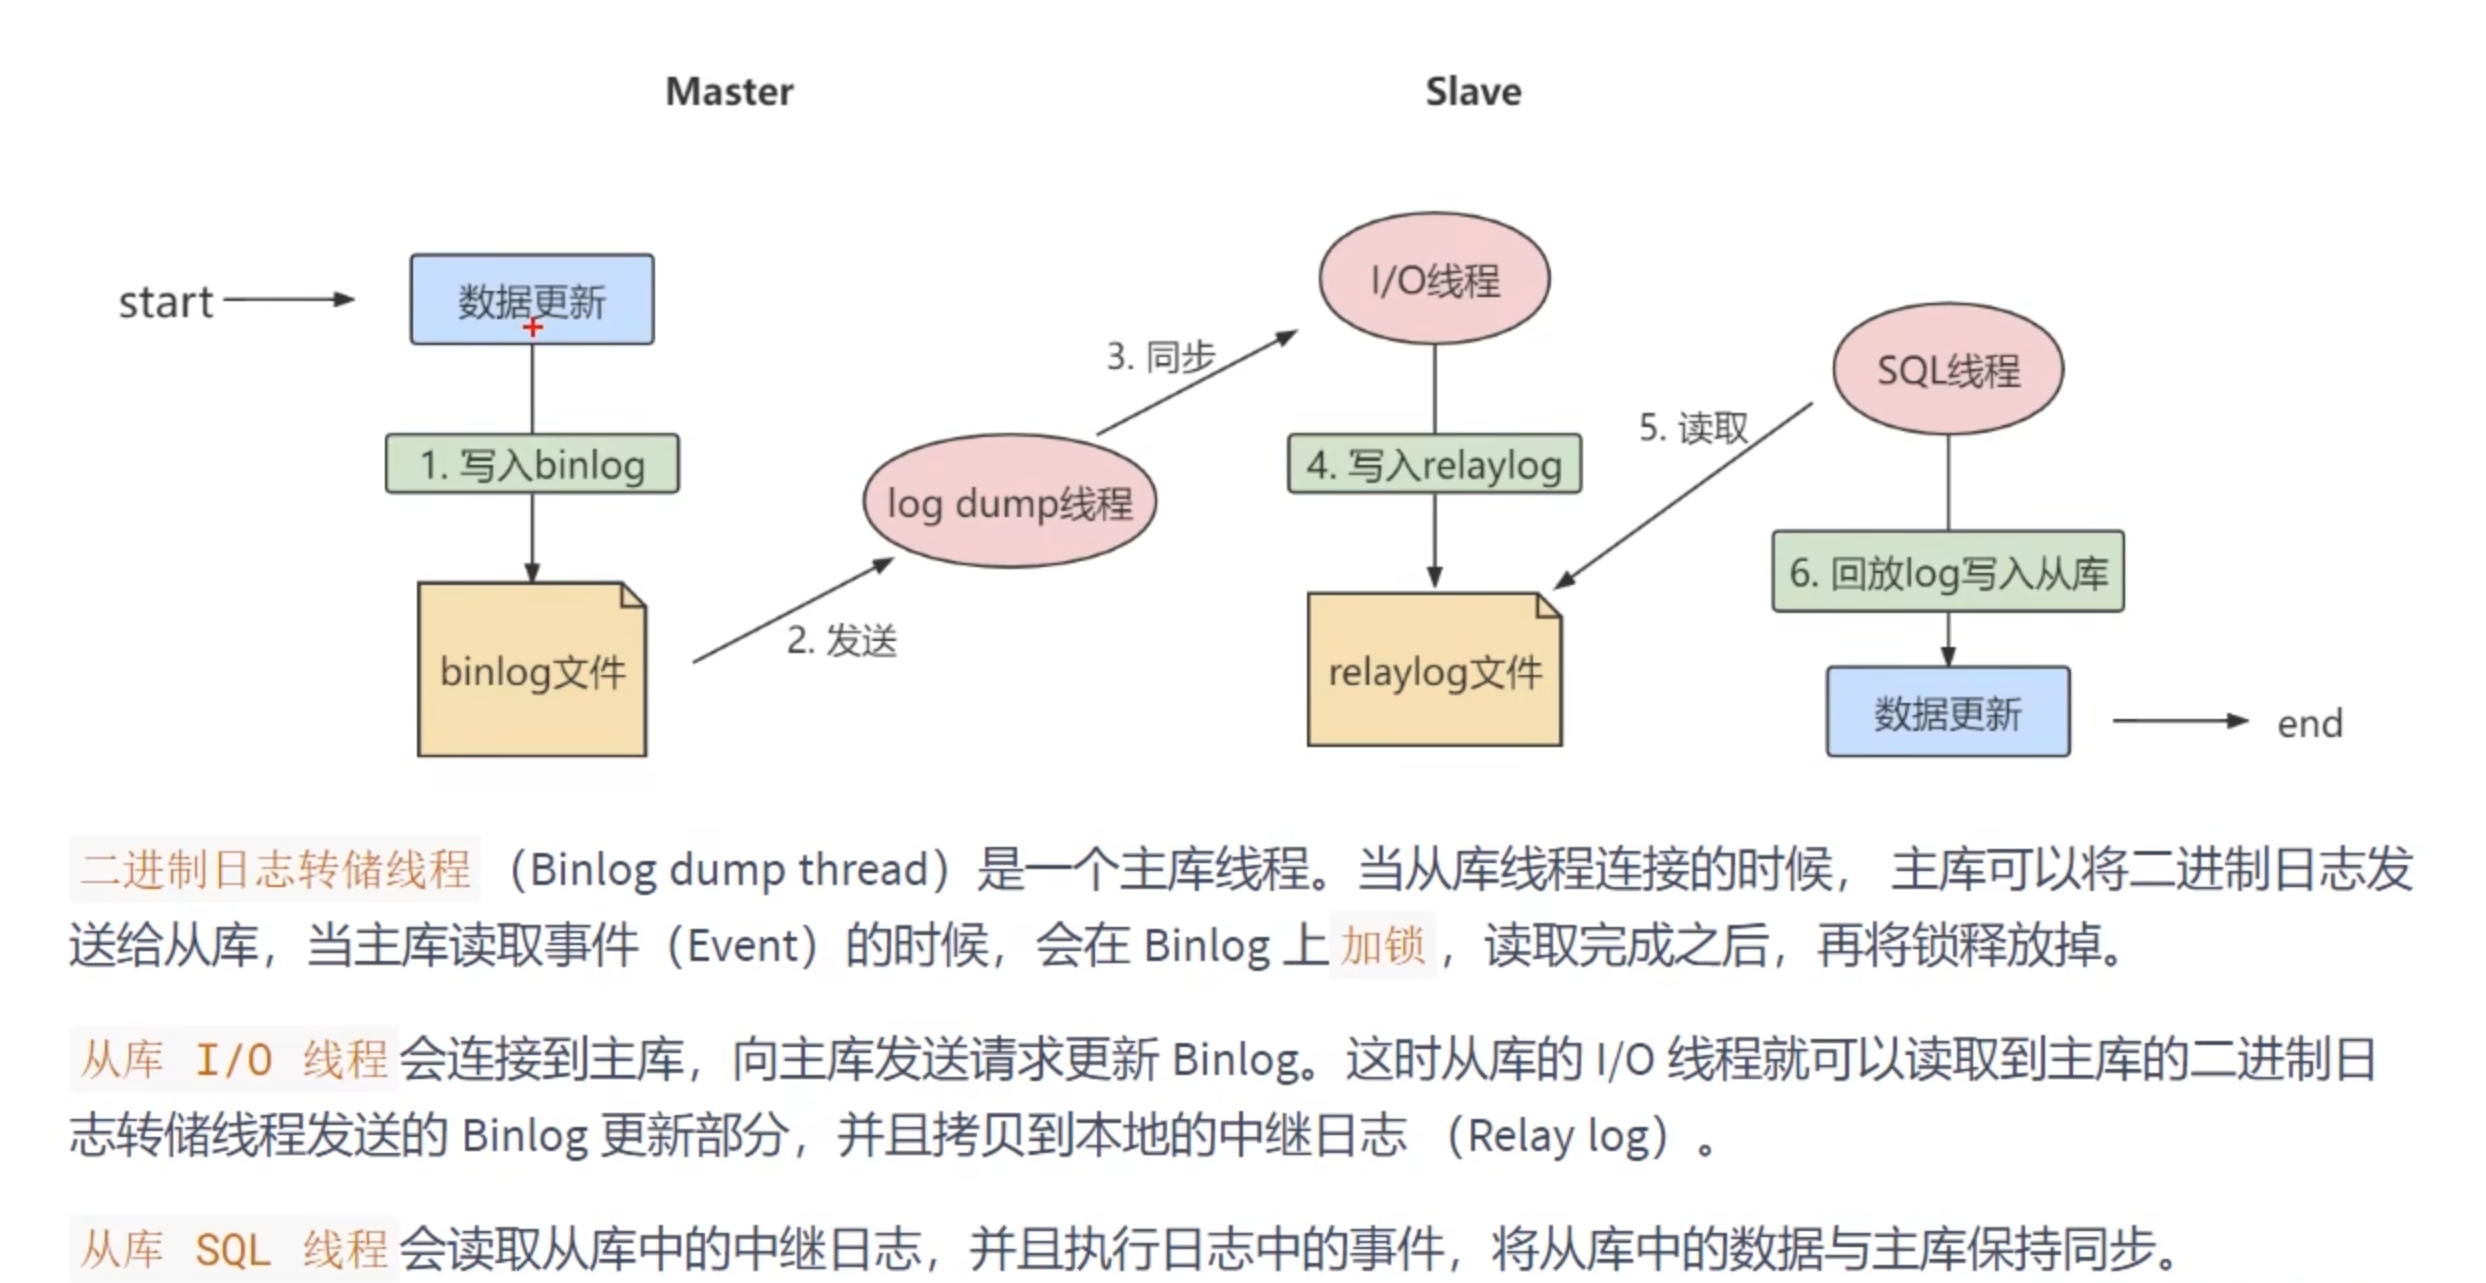 Master
Slave
start
数据更新
1. 写入binlog
binlog文件
2. 发送
log dump线程
3. 同步
I/O线程
4. 写入relaylog
relaylog文件
5. 读取
SQL线程
6. 回放log写入从库
数据更新
end
二进制日志转储线程（Binlog dump thread）是一个主库线程。当从库线程连接的时候， 主库可以将二进制日志发
送给从库，当主库读取事件（Event）的时候，会在 Binlog 上加锁，读取完成之后，再将锁释放掉。
从库 I/O 线程会连接到主库，向主库发送请求更新 Binlog。这时从库的 I/O 线程就可以读取到主库的二进制日
志转储线程发送的 Binlog 更新部分，并且拷贝到本地的中继日志 （Relay log）。
从库 SQL 线程会读取从库中的中继日志，并且执行日志中的事件，将从库中的数据与主库保持同步。